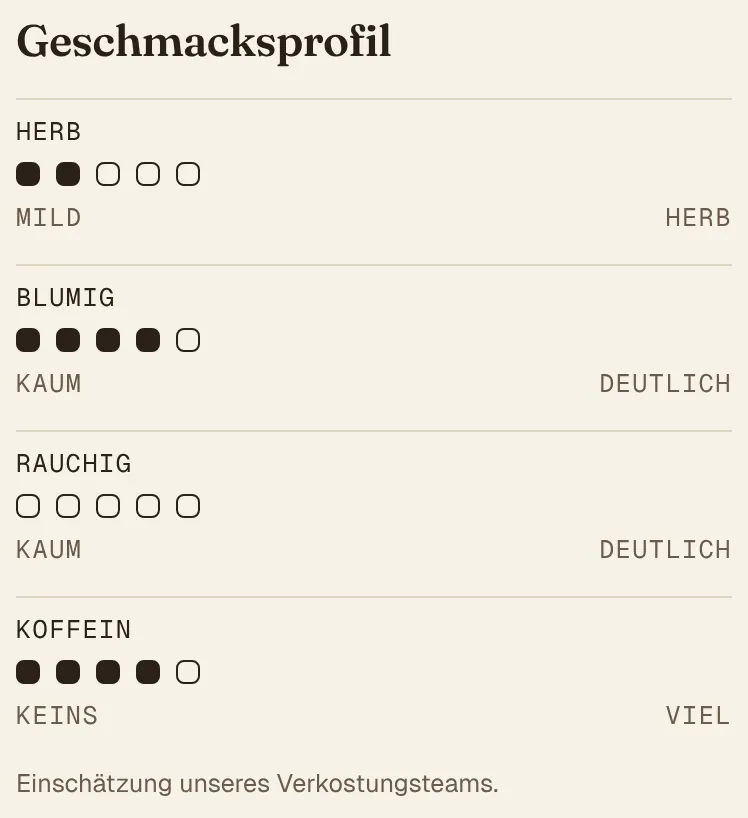 Geschmacksprofil
HERB
MILD HERB
BLUMIG
KAUM DEUTLICH
RAUCHIG
KAUM DEUTLICH
KOFFEIN
KEINS VIEL
Einschätzung unseres Verkostungsteams.